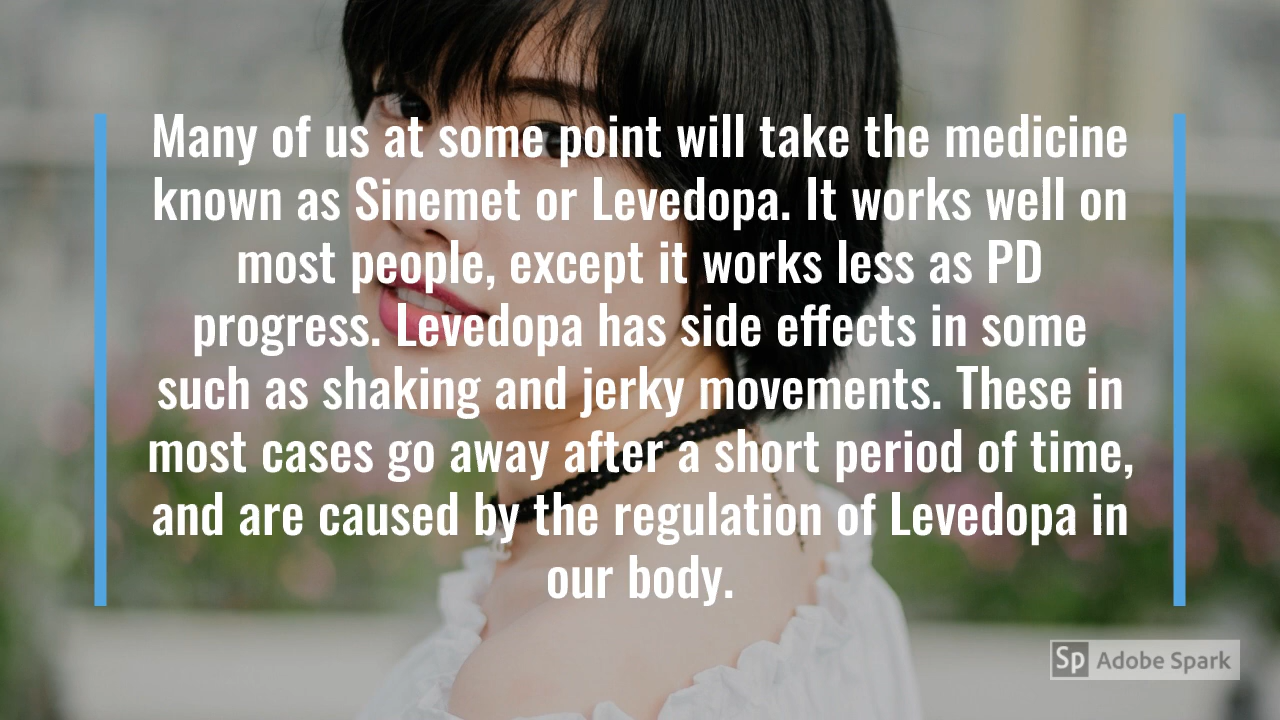 Many of us at some point will take the medicine
known as Sinemet or Levedopa. It works well on
most people, except it works less as PD
progress. Levedopa has side effects in some
such as shaking and jerky movements. These in
most cases go away after a short period of time,
and are caused by the regulation of Levedopa in
our body.
Sp Adobe Spark